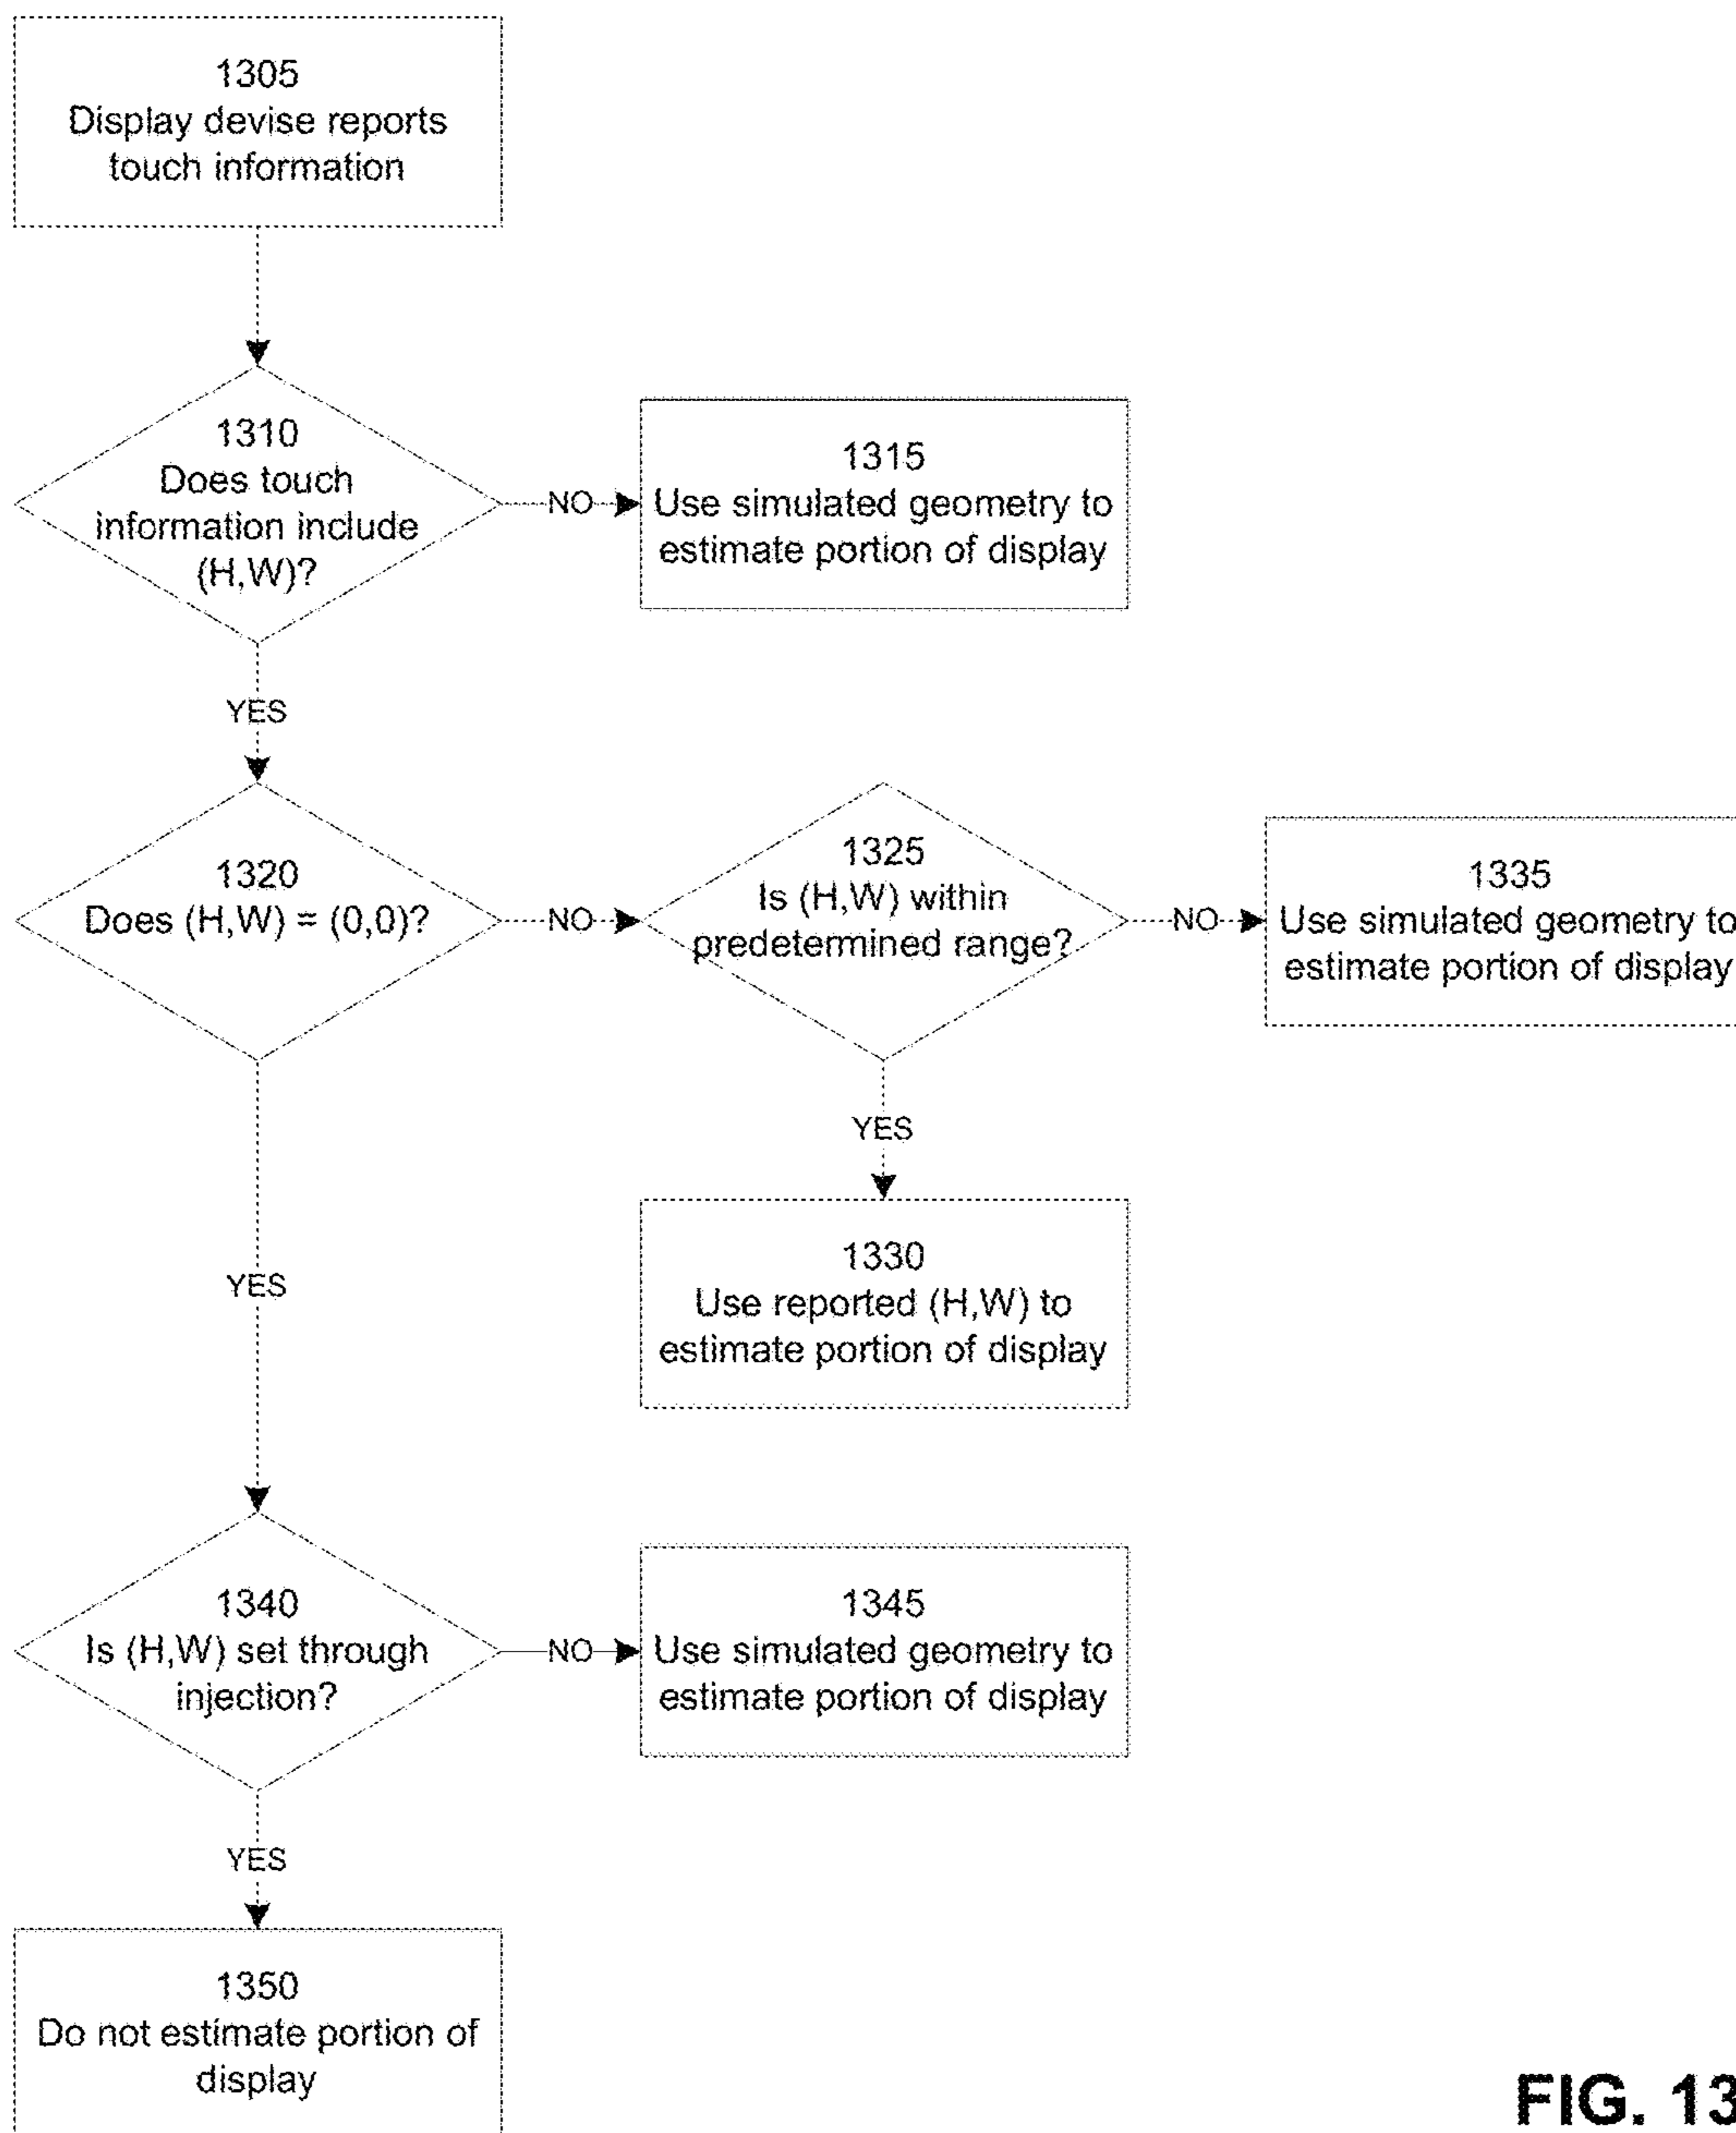 1305
Display devise reports
touch information
1310
Does touch
information include
(H,W)?
NO
1315
Use simulated geometry to
estimate portion of display
YES
1320
Does (H,W) = (0,0)?
NO
1325
Is (H,W) within
predetermined range?
NO
1335
Use simulated geometry to
estimate portion of display
YES
1330
Use reported (H,W) to
estimate portion of display
YES
1340
Is (H,W) set through
injection?
NO
1345
Use simulated geometry to
estimate portion of display
YES
1350
Do not estimate portion of
display
FIG. 13